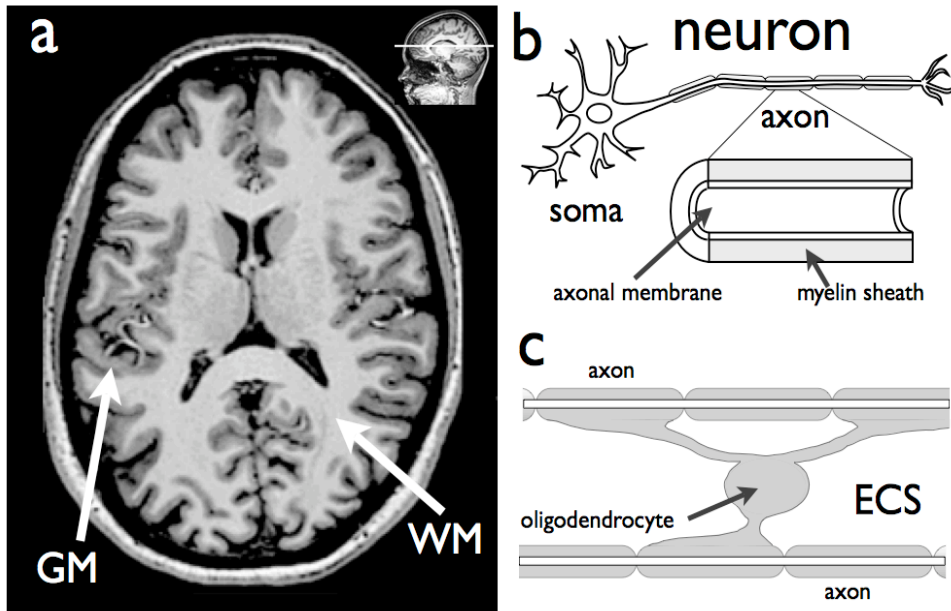 a
GM
WM
b
neuron
axon
soma
axonal membrane
myelin sheath
c
axon
oligodendrocyte
ECS
axon